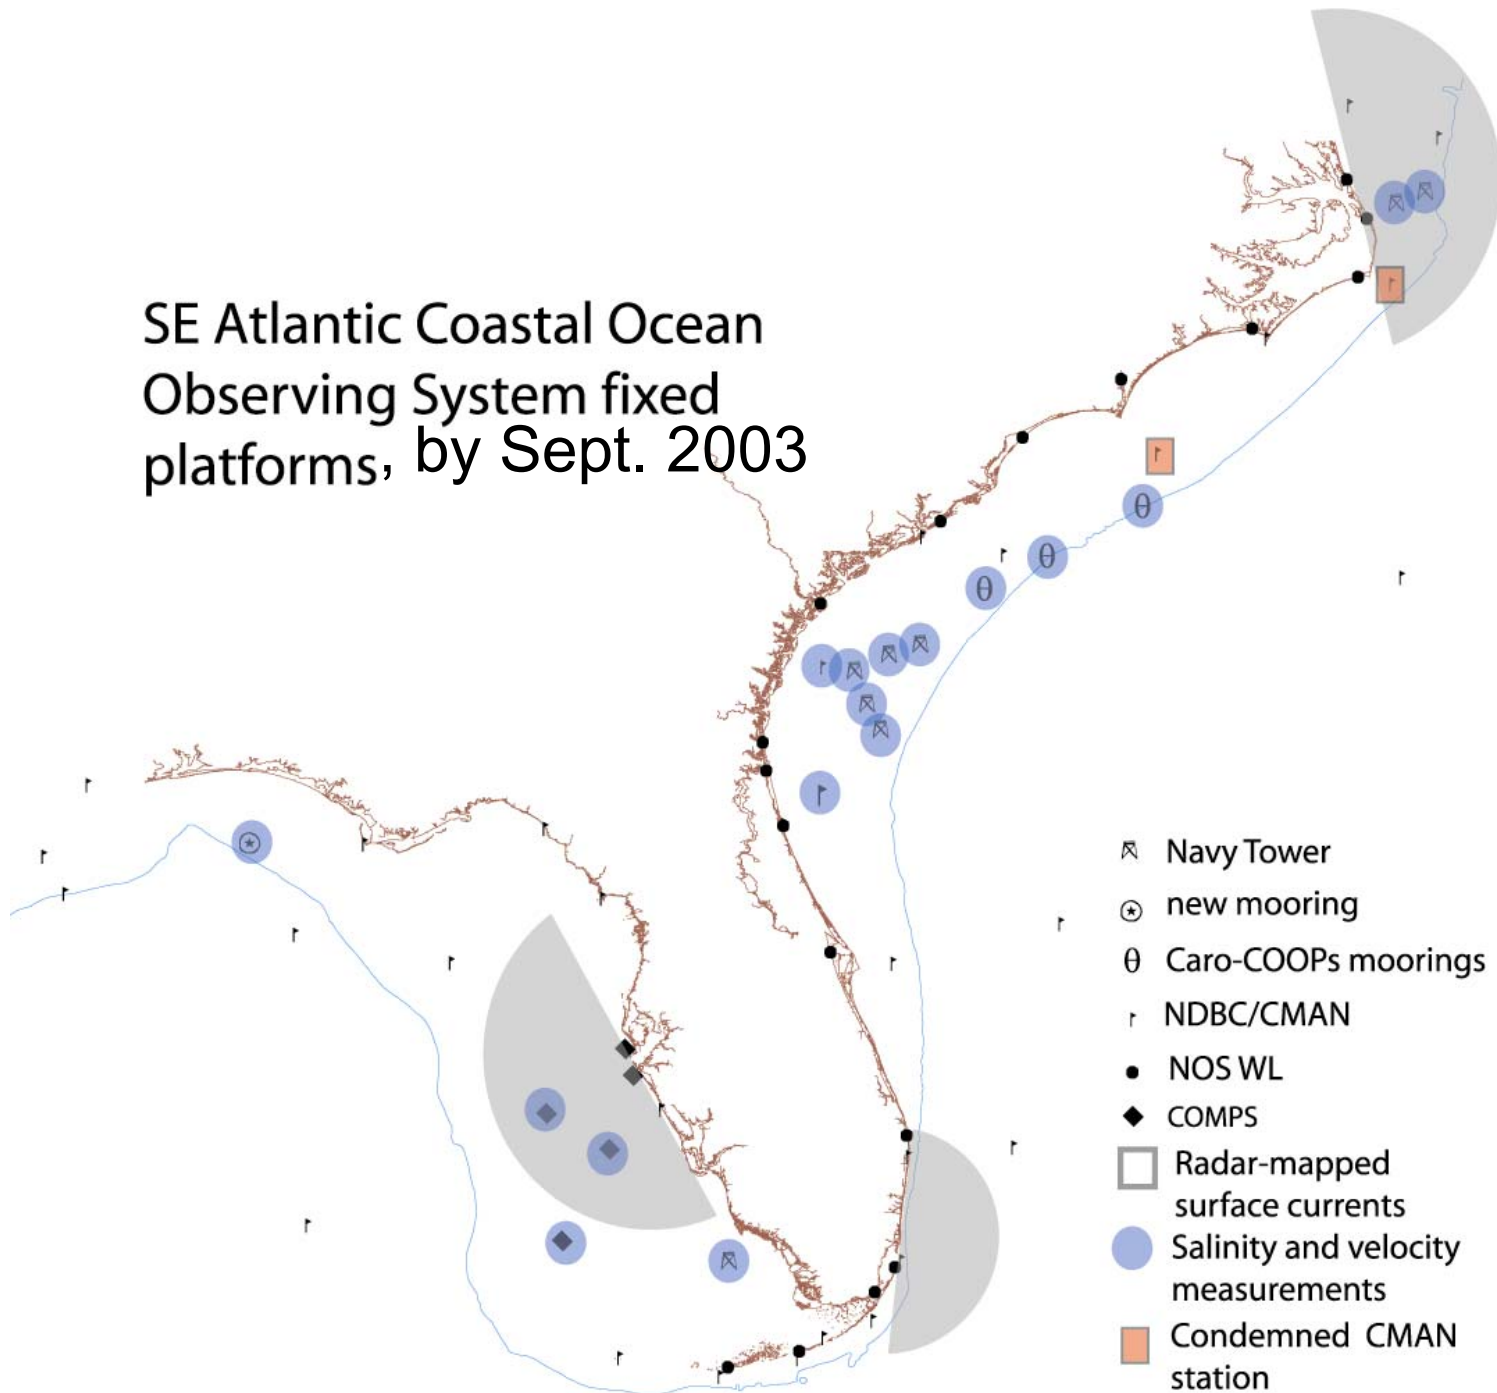 SE Atlantic Coastal Ocean
Observing System fixed
platforms, by Sept. 2003
Navy Tower
new mooring
θ Caro-COOPs moorings
NDBC/CMAN
NOS WL
COMPS
Radar-mapped
surface currents
Salinity and velocity
measurements
Condemned CMAN
station
θ
θ
θ